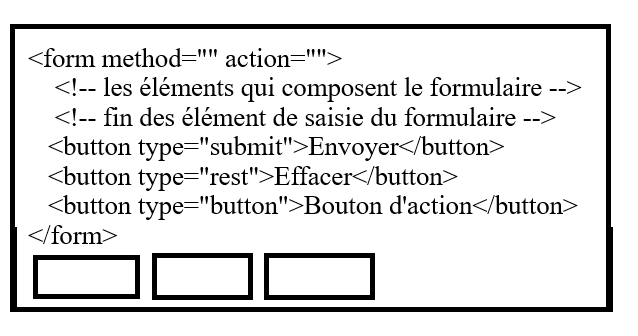 <form method="" action="">
<!-- les éléments qui composent le formulaire -->
<!-- fin des élément de saisie du formulaire -->
<button type="submit">Envoyer</button>
<button type="rest">Effacer</button>
<button type="button">Bouton d'action</button>
</form>